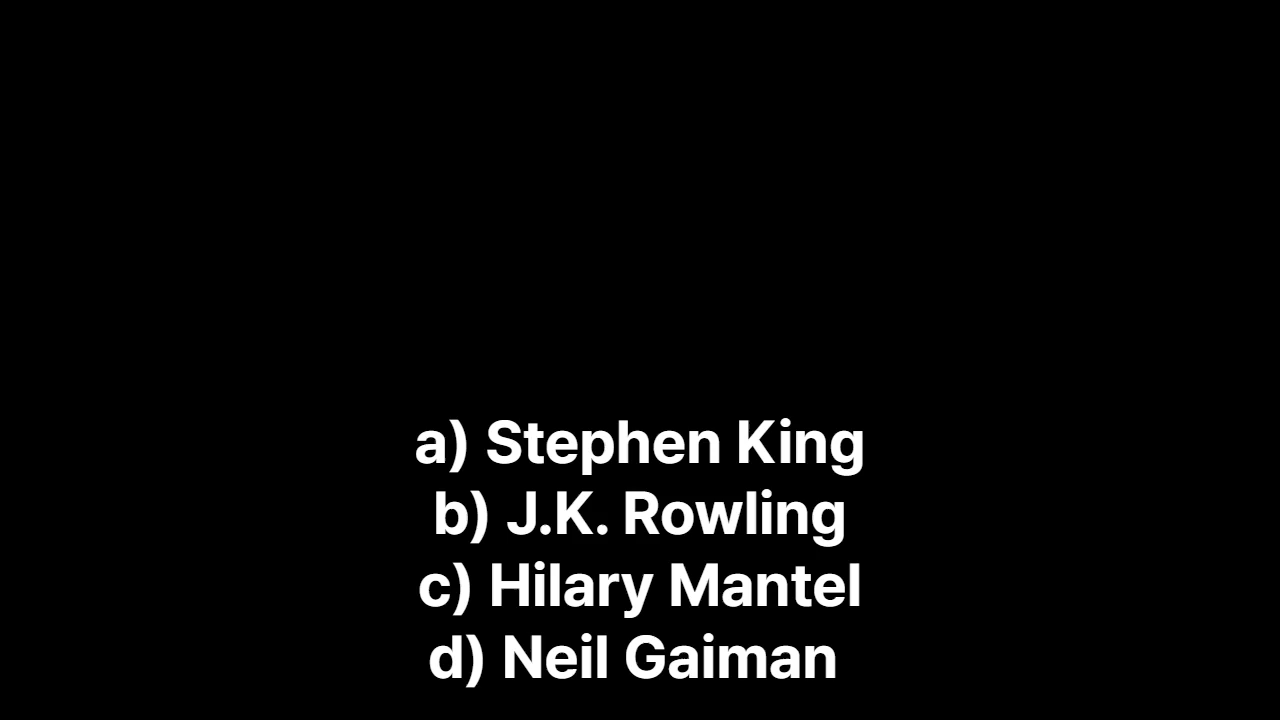 a) Stephen King
b) J.K. Rowling
c) Hilary Mantel
d) Neil Gaiman